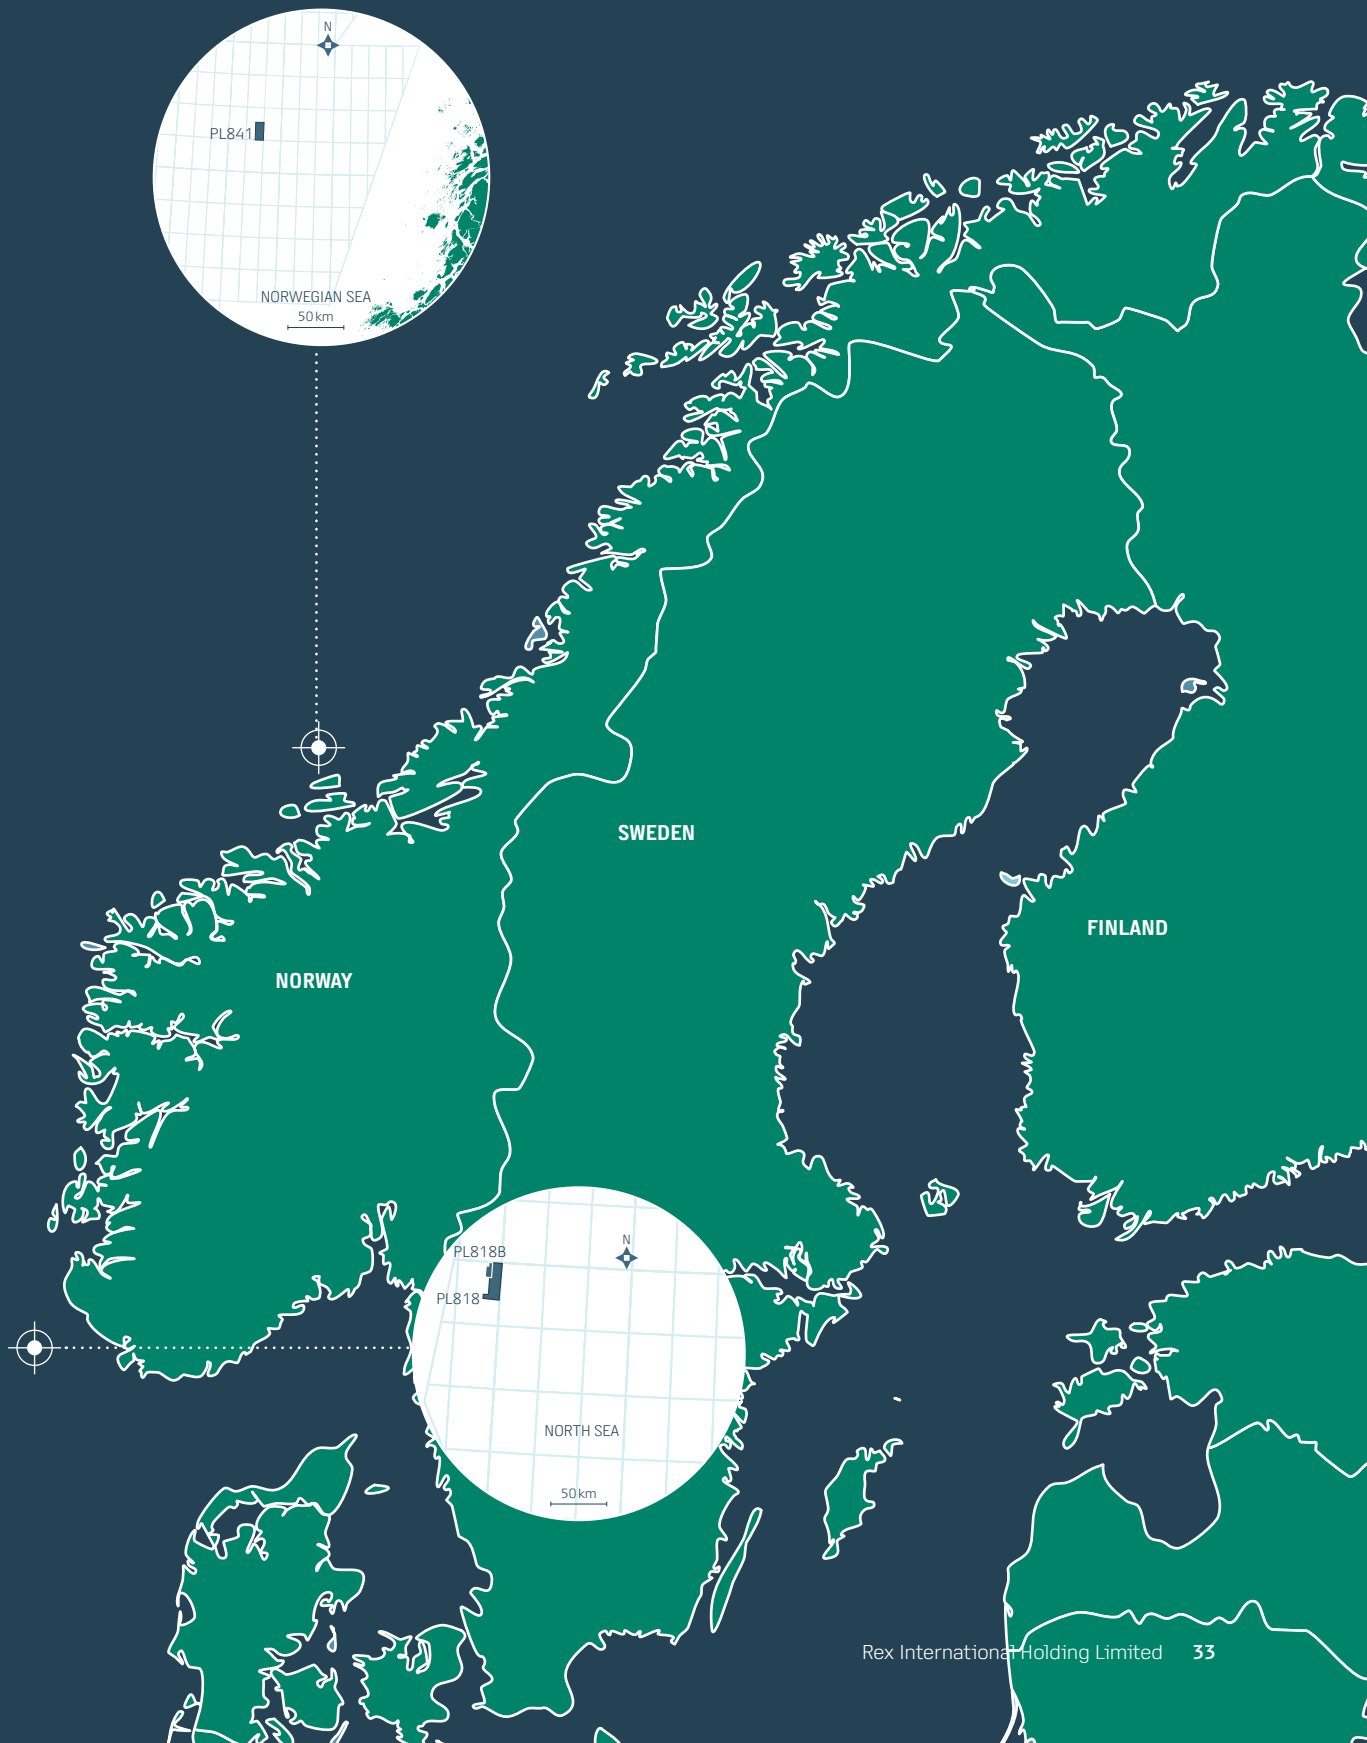 N
PL841
NORWEGIAN SEA
50 km
SWEDEN
FINLAND
NORWAY
N
PL818B
PL818
NORTH SEA
50 km
Rex International Holding Limited 33